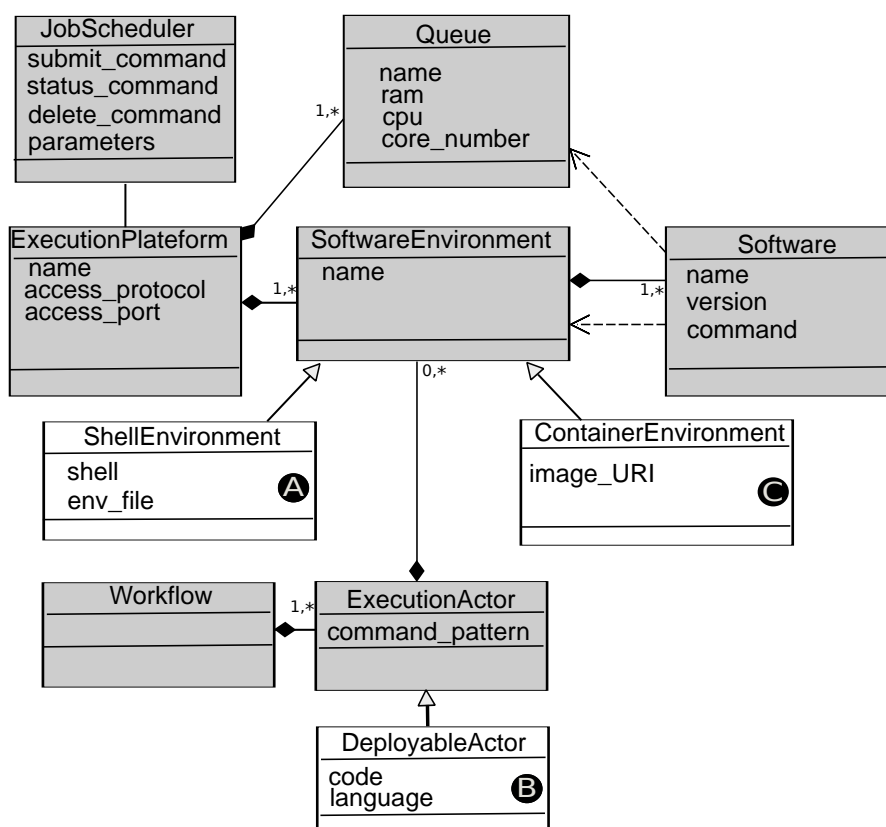 JobScheduler
submit_command
status_command
delete_command
parameters
Queue
name
ram
cpu
core_number
1,*
ExecutionPlateform
name
access_protocol
access_port
1,*
SoftwareEnvironment
name
1,*
Software
name
version
command
0,*
ShellEnvironment
shell
env_file
A
ContainerEnvironment
image_URI
C
Workflow
1,*
ExecutionActor
command_pattern
DeployableActor
code
language
B